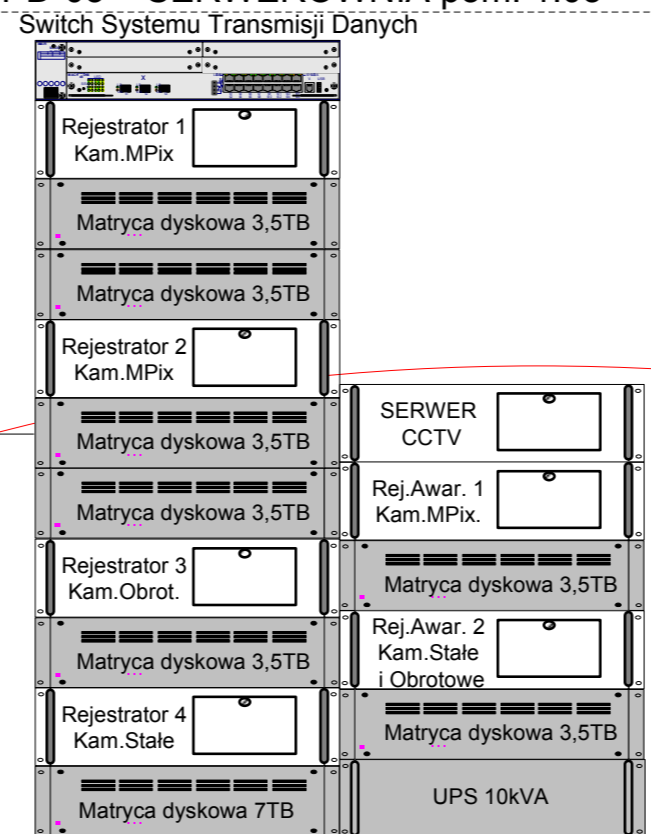 Switch Systemu Transmisji Danych
Rejestrator 1
Kam.MPix
Matryca dyskowa 3,5TB
Matryca dyskowa 3,5TB
Rejestrator 2
Kam.MPix
Matryca dyskowa 3,5TB
Matryca dyskowa 3,5TB
Rejestrator 3
Kam.Obrot.
Matryca dyskowa 3,5TB
Rejestrator 4
Kam.Stałe
Matryca dyskowa 7TB
SERWER
CCTV
Rej.Awar. 1
Kam.MPix.
Matryca dyskowa 3,5TB
Rej.Awar. 2
Kam.Stałe
i Obrotowe
Matryca dyskowa 3,5TB
UPS 10kVA